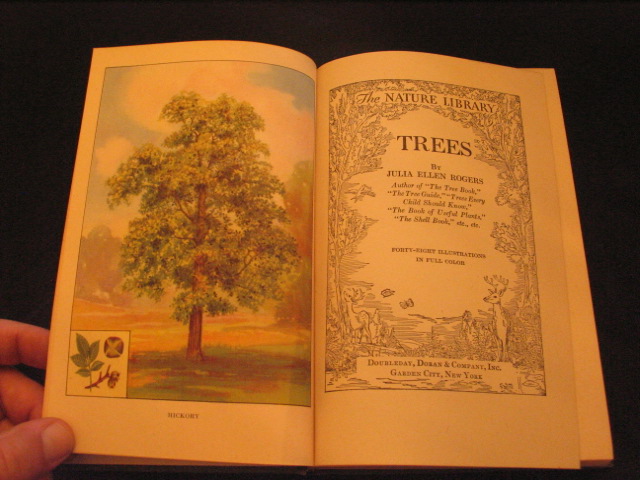 HICKORY
The NATURE LIBRARY
TREES
BY
JULIA ELLEN ROGERS
Author of "The Tree Book,"
"The Tree Guide," "Trees Every
Child Should Know,"
"The Book of Useful Plants,"
"The Shell Book," etc., etc.
FORTY-EIGHT ILLUSTRATIONS
IN FULL COLOR
DOUBLEDAY, DORAN & COMPANY, INC.
GARDEN CITY, NEW YORK